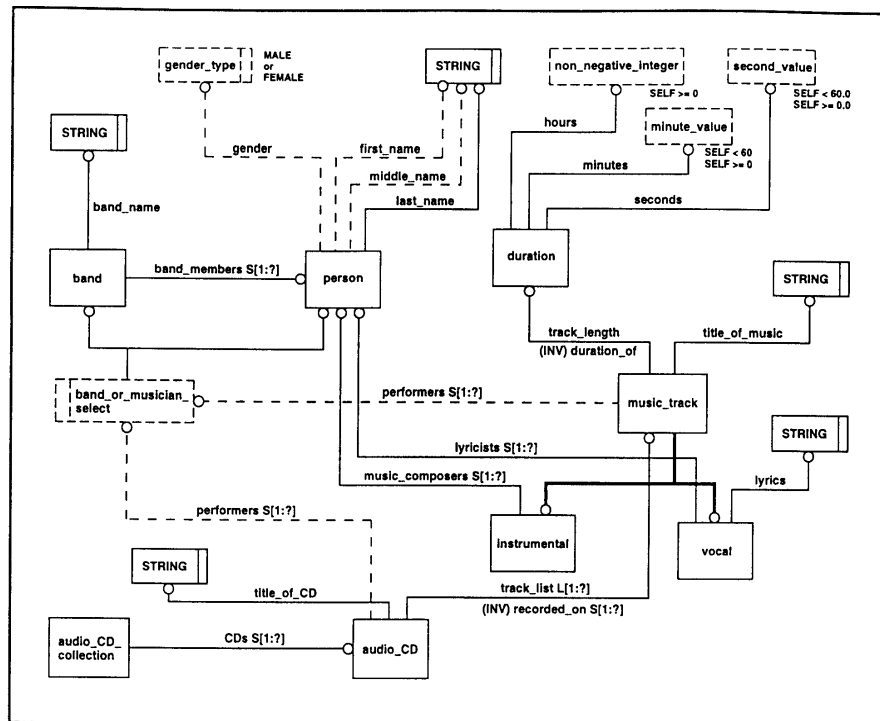 gender_type
MALE
or
FEMALE
STRING
non_negative_integer
SELF >= 0
second_value
SELF < 60.0
SELF >= 0.0
minute_value
SELF < 60
SELF >= 0
STRING
gender
first_name
middle_name
last_name
hours
minutes
seconds
band_name
band
band_members S[1:?]
person
duration
STRING
track_length
(INV) duration_of
title_of_music
band_or_musician_
select
performers S[1:?]
music_track
lyricists S[1:?]
STRING
music_composers S[1:?]
lyrics
performers S[1:?]
instrumental
vocal
STRING
title_of_CD
track_list L[1:?]
(INV) recorded_on S[1:?]
audio_CD_
collection
CDs S[1:?]
audio_CD